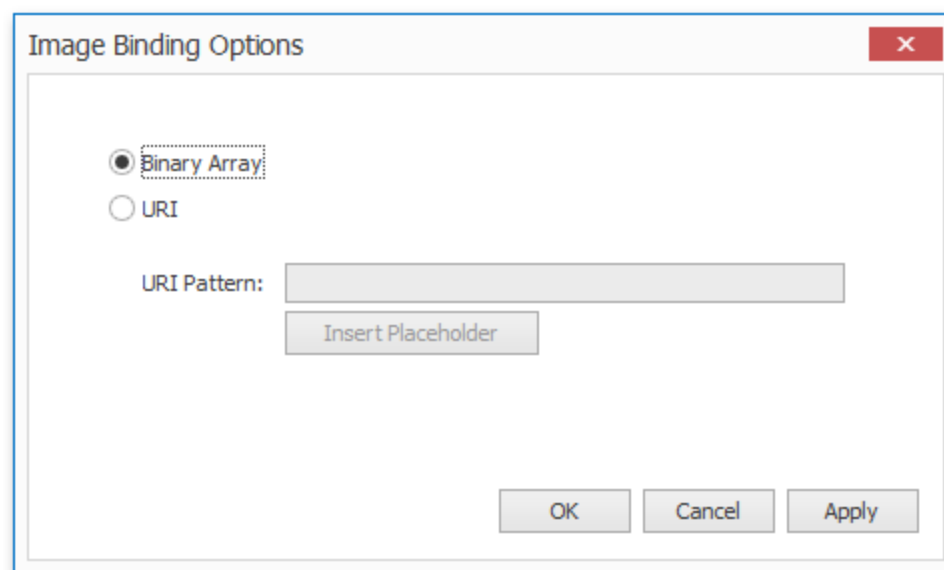 Image Binding Options
Binary Array
URI
URI Pattern:
Insert Placeholder
OK Cancel Apply